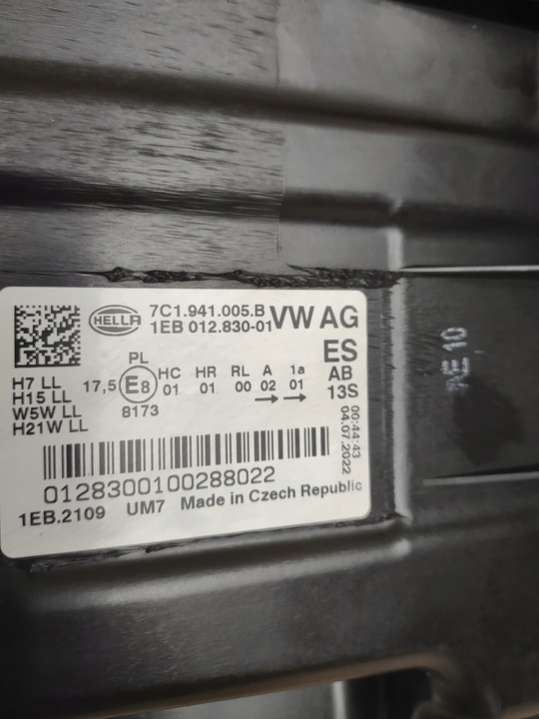 HELLA
7C1.941.005.B
1EB 012.830-01
VW AG
ES
AB
13S
PL
H7 LL
H15 LL
W5W LL
H21W LL
17,5 E8
8173
HC HR RL A 1a
01 01 00 02 01
→ →
00:44:43
04.07.2022
0128300100288022
1EB.2109 UM7 Made in Czech Republic
E 10